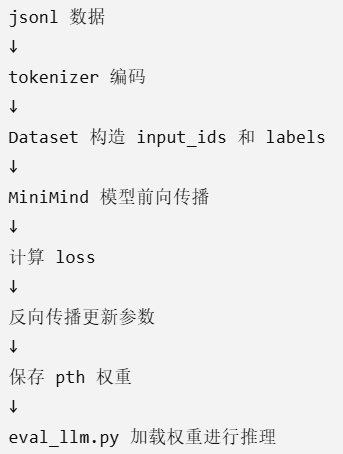 jsonl 数据
↓
tokenizer 编码
↓
Dataset 构造 input_ids 和 labels
↓
MiniMind 模型前向传播
↓
计算 loss
↓
反向传播更新参数
↓
保存 pth 权重
↓
eval_llm.py 加载权重进行推理